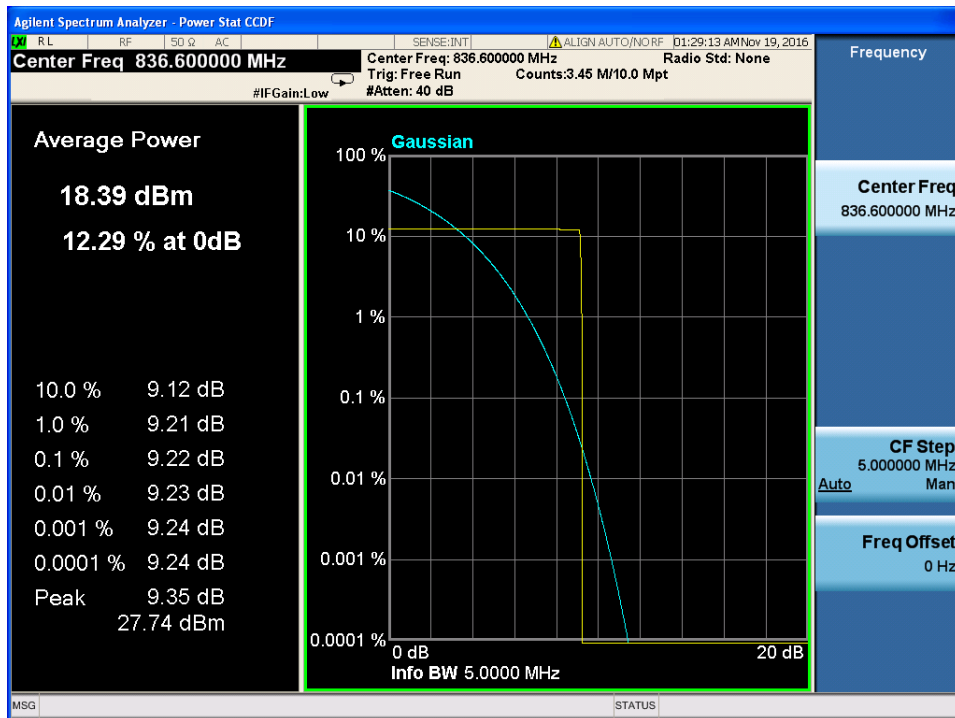 Agilent Spectrum Analyzer - Power Stat CCDF
LXI RL RF 50 Ω AC SENSE:INT ALIGN AUTO/NO RF 01:29:13 AM Nov 19, 2016
Center Freq 836.600000 MHz
#IFGain:Low
Center Freq: 836.600000 MHz Radio Std: None
Trig: Free Run Counts:3.45 M/10.0 Mpt
#Atten: 40 dB
Average Power
18.39 dBm
12.29 % at 0dB
10.0 % 9.12 dB
1.0 % 9.21 dB
0.1 % 9.22 dB
0.01 % 9.23 dB
0.001 % 9.24 dB
0.0001 % 9.24 dB
Peak 9.35 dB
27.74 dBm
Gaussian
100 %
10 %
1 %
0.1 %
0.01 %
0.001 %
0.0001 %
0 dB 20 dB
Info BW 5.0000 MHz
Frequency
Center Freq
836.600000 MHz
CF Step
5.000000 MHz
Auto Man
Freq Offset
0 Hz
MSG STATUS